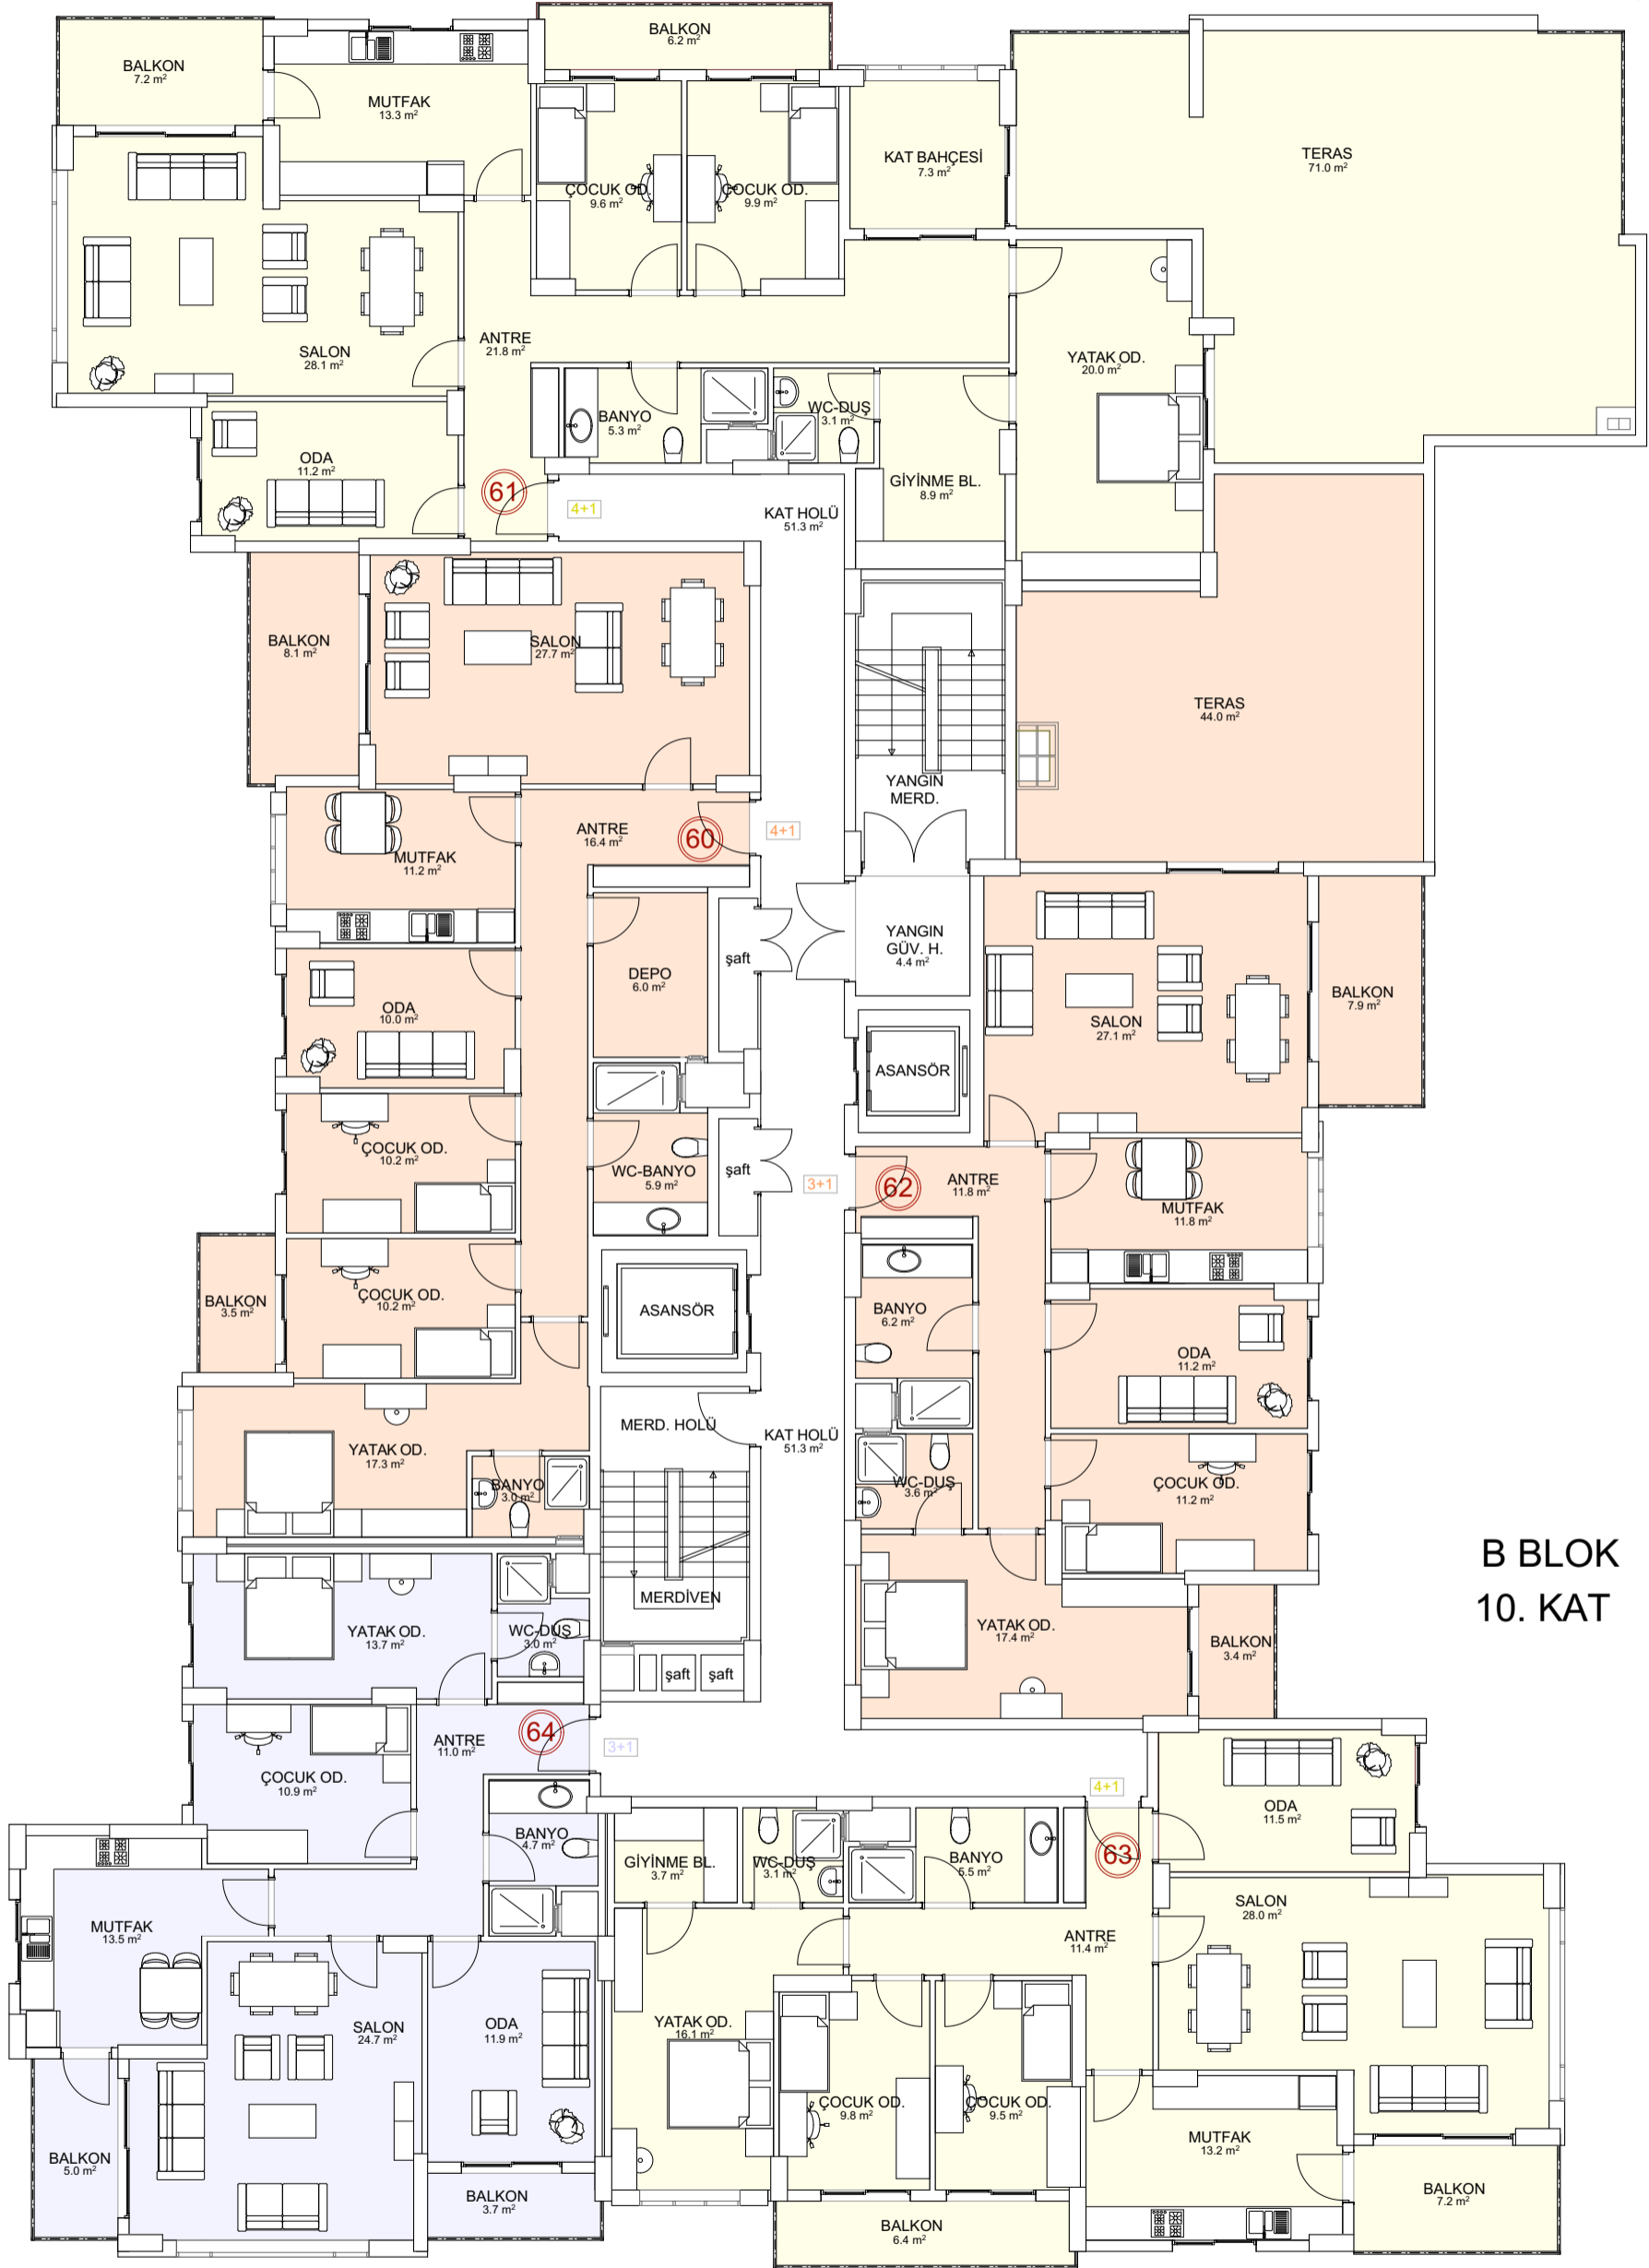 BALKON
7.2 m²
MUTFAK
13.3 m²
BALKON
6.2 m²
ÇOCUK OD.
9.6 m²
ÇOCUK OD.
9.9 m²
KAT BAHÇESİ
7.3 m²
TERAS
71.0 m²
SALON
28.1 m²
ANTRE
21.8 m²
YATAK OD.
20.0 m²
BANYO
5.3 m²
WC-DUŞ
3.1 m²
GİYİNME BL.
8.9 m²
ODA
11.2 m²
61
4+1
KAT HOLÜ
51.3 m²
BALKON
8.1 m²
SALON
27.7 m²
TERAS
44.0 m²
YANGIN
MERD.
ANTRE
16.4 m²
60
4+1
MUTFAK
11.2 m²
DEPO
6.0 m²
şaft
YANGIN
GÜV. H.
4.4 m²
ODA
10.0 m²
SALON
27.1 m²
BALKON
7.9 m²
ASANSÖR
ÇOCUK OD.
10.2 m²
WC-BANYO
5.9 m²
şaft
3+1
62
ANTRE
11.8 m²
MUTFAK
11.8 m²
BALKON
3.5 m²
ÇOCUK OD.
10.2 m²
ASANSÖR
BANYO
6.2 m²
ODA
11.2 m²
YATAK OD.
17.3 m²
BANYO
3.0 m²
MERD. HOLÜ
KAT HOLÜ
51.3 m²
WC-DUŞ
3.6 m²
ÇOCUK OD.
11.2 m²
B BLOK
10. KAT
MERDİVEN
YATAK OD.
13.7 m²
WC-DUŞ
3.0 m²
şaft
şaft
YATAK OD.
17.4 m²
BALKON
3.4 m²
ANTRE
11.0 m²
64
3+1
ÇOCUK OD.
10.9 m²
BANYO
4.7 m²
4+1
63
ODA
11.5 m²
GİYİNME BL.
3.7 m²
WC-DUŞ
3.1 m²
BANYO
5.5 m²
SALON
28.0 m²
MUTFAK
13.5 m²
ANTRE
11.4 m²
SALON
24.7 m²
ODA
11.9 m²
YATAK OD.
16.1 m²
ÇOCUK OD.
9.8 m²
ÇOCUK OD.
9.5 m²
MUTFAK
13.2 m²
BALKON
5.0 m²
BALKON
3.7 m²
BALKON
6.4 m²
BALKON
7.2 m²